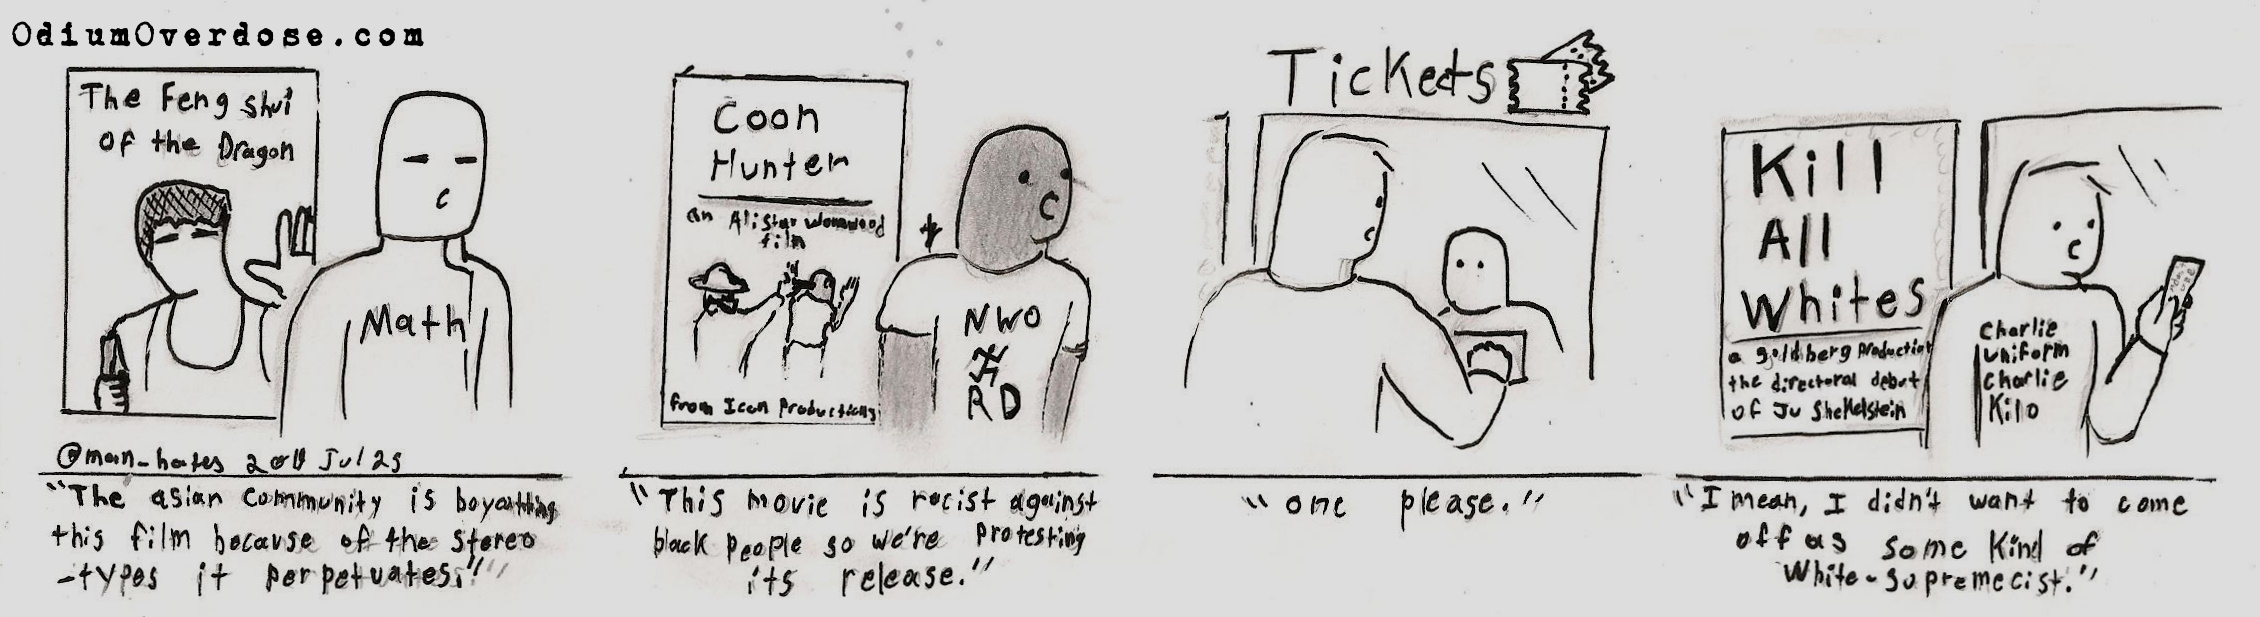 OdiumOverdose.com
The Feng shui
of the Dragon
Math
@man_hates
Jul 25
"The asian community is boycotting
this film because of the stereo
-types it perpetuates."
Coon
Hunter
an Alistar wormwood
film
from Icon Productions
NWO
RD
"This movie is racist against
black people so we're Protesting
its release."
Tickets
"one please."
Kill
All
Whites
a goldberg Production
the directoral debut
of Ju Shekelstein
Charlie
Uniform
Charlie
Kilo
"I mean, I didn't want to come
off as some kind of
White-supremecist."